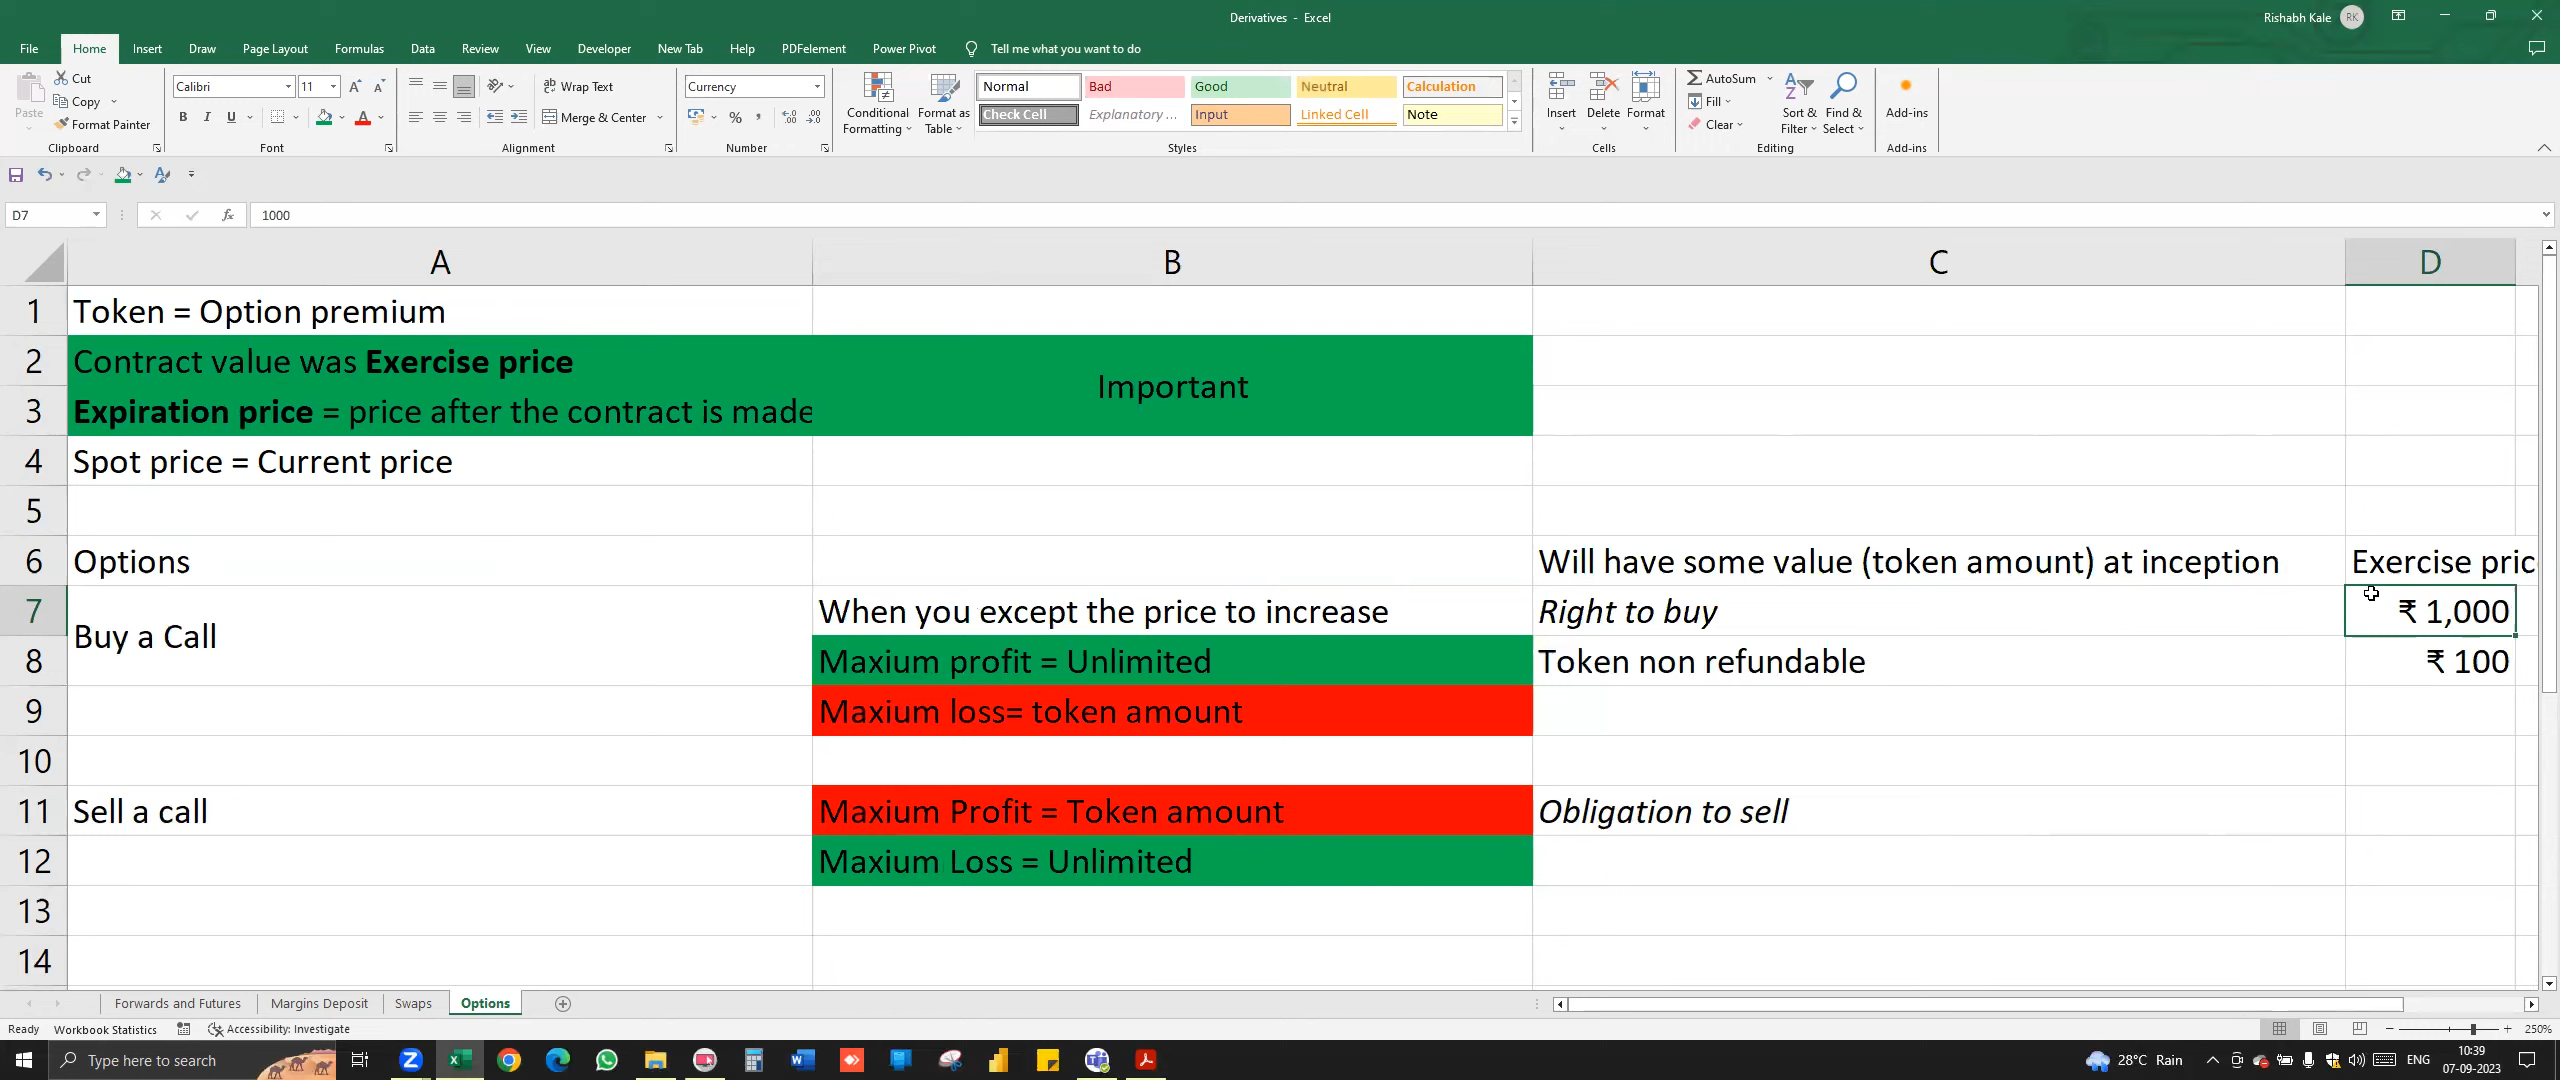 Derivatives - Excel
Rishabh Kale RK
File Home Insert Draw Page Layout Formulas Data Review View Developer New Tab Help PDFelement Power Pivot Tell me what you want to do
Paste
Cut
Copy
Format Painter
Clipboard
Calibri 11
B I U
Font
Wrap Text
Merge & Center
Alignment
Currency
Number
Conditional Formatting
Format as Table
Normal Bad Good Neutral Calculation
Check Cell Explanatory ... Input Linked Cell Note
Styles
Insert Delete Format
Cells
AutoSum
Fill
Clear
Sort & Filter
Find & Select
Editing
Add-ins
Add-ins
D7 fx 1000
A B C D
1 Token = Option premium
2 Contract value was Exercise price
Important
3 Expiration price = price after the contract is made
4 Spot price = Current price
5
6 Options Will have some value (token amount) at inception Exercise pric
7 When you except the price to increase Right to buy ₹ 1,000
Buy a Call
8 Maxium profit = Unlimited Token non refundable ₹ 100
9 Maxium loss= token amount
10
11 Sell a call Maxium Profit = Token amount Obligation to sell
12 Maxium Loss = Unlimited
13
14
Forwards and Futures Margins Deposit Swaps Options
Ready Workbook Statistics Accessibility: Investigate 250%
Type here to search
28°C Rain ENG 10:39
07-09-2023